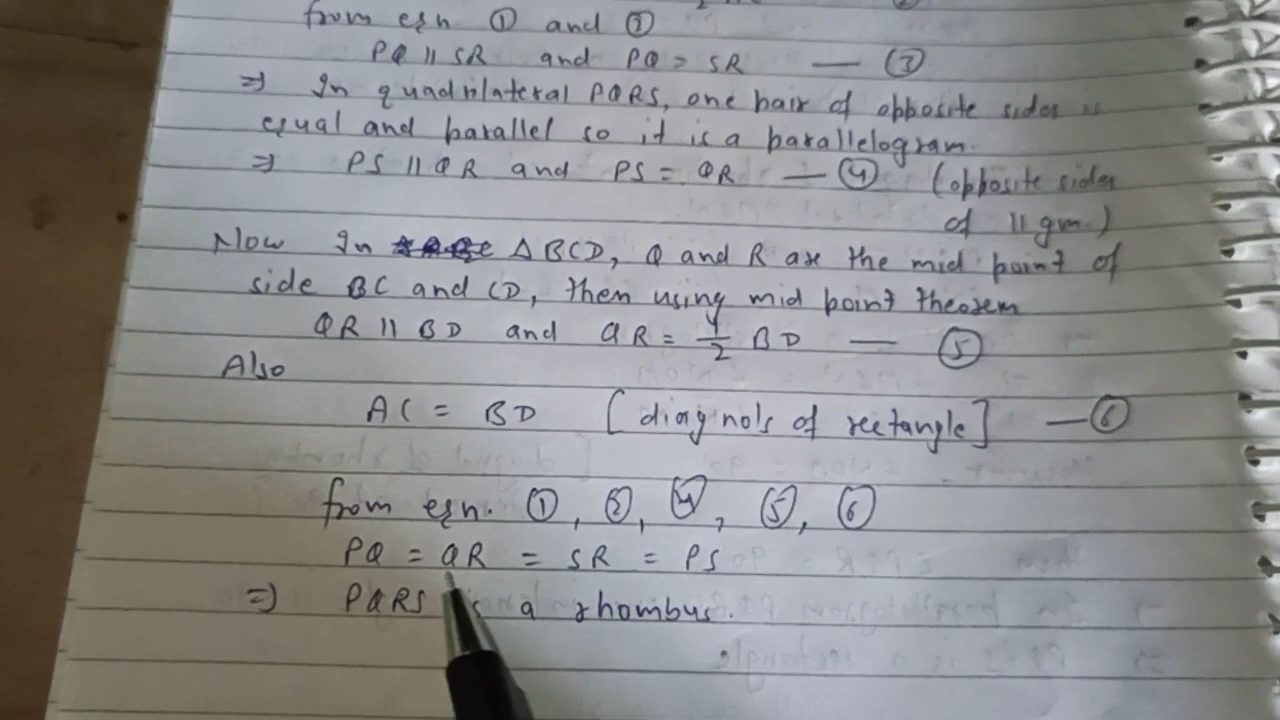 from eqn ① and ②
PQ || SR and PQ = SR — ③
⇒ In quadrilateral PQRS, one pair of opposite sides is
equal and parallel so it is a parallelogram.
⇒ PS || QR and PS = QR — ④ (opposite sides
of || gm.)
Now In Δ BCD, Q and R are the mid point of
side BC and CD, then using mid point theorem
QR || BD and QR = 1/2 BD — ⑤
Also
AC = BD [diagnols of rectangle] — ⑥
from eqn. ①, ②, ④, ⑤, ⑥
PQ = QR = SR = PS
⇒ PQRS is a rhombus.